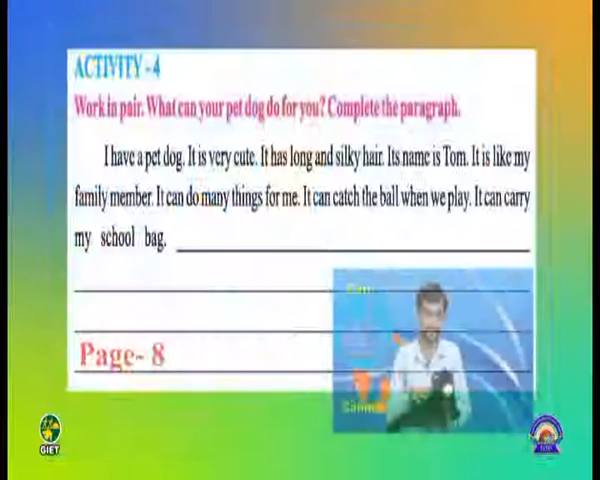 ACTIVITY - 4
Work in pair. What can your pet dog do for you? Complete the paragraph.
I have a pet dog. It is very cute. It has long and silky hair. Its name is Tom. It is like my
family member. It can do many things for me. It can catch the ball when we play. It can carry
my school bag.
Page- 8
GIET